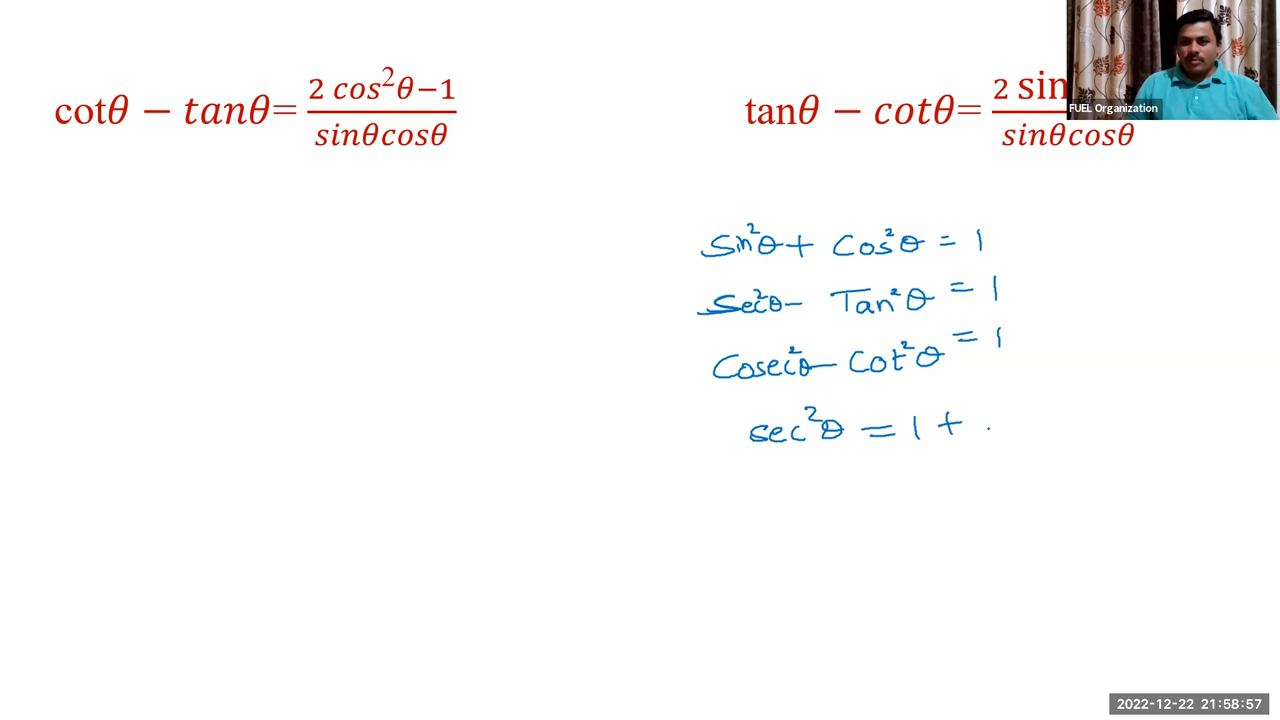 cotθ − tanθ= 2 cos²θ−1 / sinθcosθ
tanθ − cotθ= 2 sin / sinθcosθ
FUEL Organization
Sin²θ + Cos²θ = 1
Sec²θ − Tan²θ = 1
Cosec²θ − Cot²θ = 1
sec²θ = 1 +
2022-12-22 21:58:57